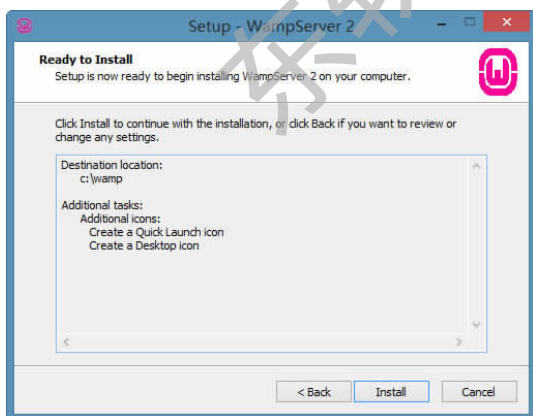 Setup - WampServer 2
Ready to Install
Setup is now ready to begin installing WampServer 2 on your computer.
Click Install to continue with the installation, or click Back if you want to review or
change any settings.
Destination location:
c:\wamp
Additional tasks:
Additional icons:
Create a Quick Launch icon
Create a Desktop icon
< Back
Install
Cancel